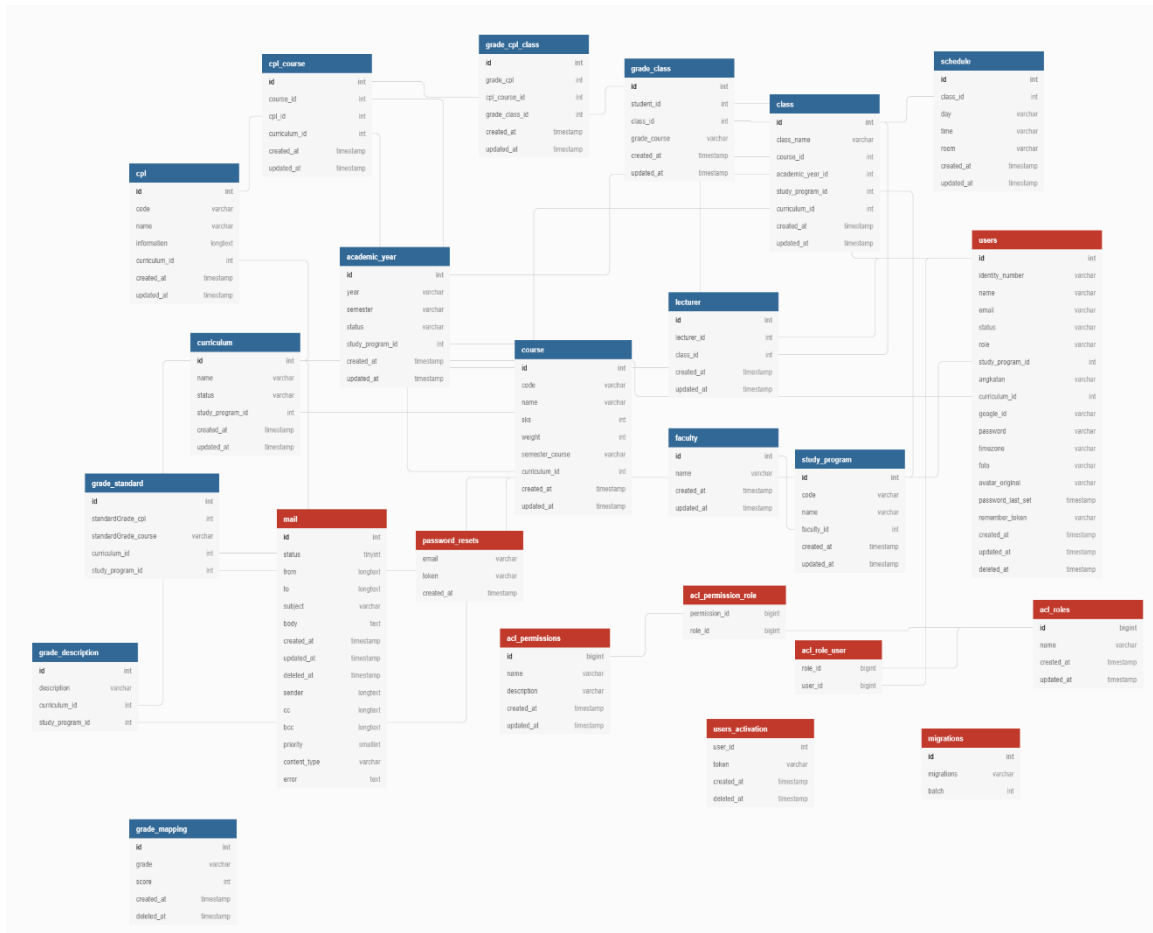 grade_cpl_class
id int
grade_cpl int
cpl_course_id int
grade_class_id int
created_at timestamp
updated_at timestamp
cpl_course
id int
course_id int
cpl_id int
curriculum_id int
created_at timestamp
updated_at timestamp
grade_class
id int
student_id int
class_id int
grade_course varchar
created_at timestamp
updated_at timestamp
schedule
id int
class_id int
day varchar
time varchar
room varchar
created_at timestamp
updated_at timestamp
class
id int
class_name varchar
course_id int
academic_year_id int
study_program_id int
curriculum_id int
created_at timestamp
updated_at timestamp
cpl
id int
code varchar
name varchar
information longtext
curriculum_id int
created_at timestamp
updated_at timestamp
users
id int
identity_number varchar
name varchar
email varchar
status varchar
role varchar
study_program_id int
angkatan varchar
curriculum_id int
google_id varchar
password varchar
timezone varchar
foto varchar
avatar_original varchar
password_last_set timestamp
remember_token varchar
created_at timestamp
updated_at timestamp
deleted_at timestamp
academic_year
id int
year varchar
semester varchar
status varchar
study_program_id int
created_at timestamp
updated_at timestamp
lecturer
id int
lecturer_id int
class_id int
created_at timestamp
updated_at timestamp
curriculum
id int
name varchar
status varchar
study_program_id int
created_at timestamp
updated_at timestamp
course
id int
code varchar
name varchar
sks int
weight int
semester_course varchar
curriculum_id int
created_at timestamp
updated_at timestamp
faculty
id int
name varchar
created_at timestamp
updated_at timestamp
study_program
id int
code varchar
name varchar
faculty_id int
created_at timestamp
updated_at timestamp
grade_standard
id int
standardGrade_cpl int
standardGrade_course varchar
curriculum_id int
study_program_id int
mail
id int
status tinyint
from longtext
to longtext
subject varchar
body text
created_at timestamp
updated_at timestamp
deleted_at timestamp
sender longtext
cc longtext
bcc longtext
priority smallint
content_type varchar
error text
password_resets
email varchar
token varchar
created_at timestamp
acl_permission_role
permission_id bigint
role_id bigint
acl_roles
id bigint
name varchar
created_at timestamp
updated_at timestamp
acl_permissions
id bigint
name varchar
description varchar
created_at timestamp
updated_at timestamp
acl_role_user
role_id bigint
user_id bigint
grade_description
id int
description varchar
curriculum_id int
study_program_id int
users_activation
user_id int
token varchar
created_at timestamp
deleted_at timestamp
migrations
id int
migrations varchar
batch int
grade_mapping
id int
grade varchar
score int
created_at timestamp
deleted_at timestamp